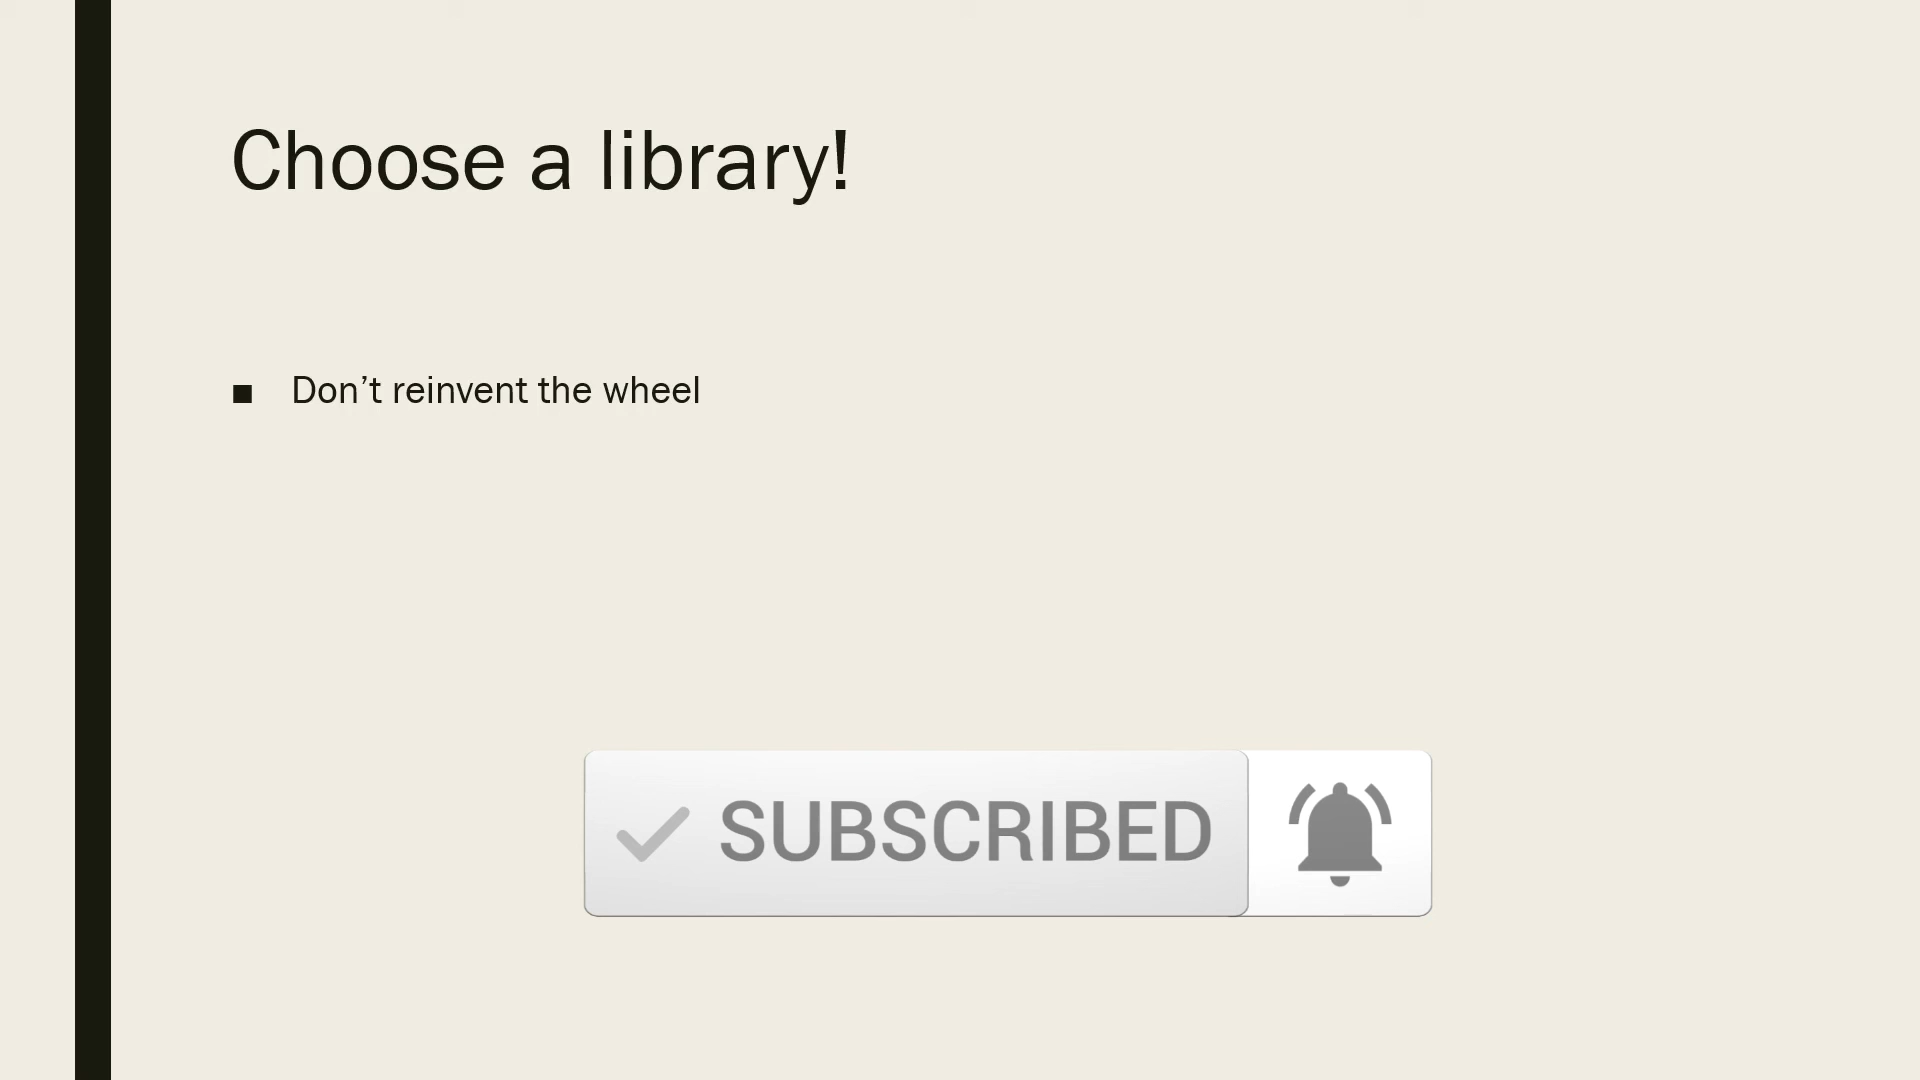 Choose a library!
■ Don’t reinvent the wheel
SUBSCRIBED